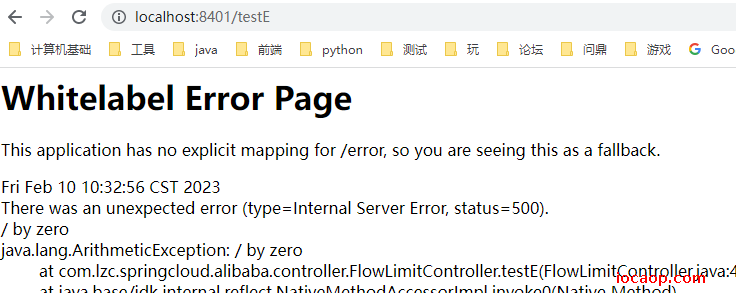 localhost:8401/testE
计算机基础 工具 java 前端 python 测试 玩 论坛 问鼎 游戏 Goo
Whitelabel Error Page
This application has no explicit mapping for /error, so you are seeing this as a fallback.
Fri Feb 10 10:32:56 CST 2023
There was an unexpected error (type=Internal Server Error, status=500).
/ by zero
java.lang.ArithmeticException: / by zero
at com.lzc.springcloud.alibaba.controller.FlowLimitController.testE(FlowLimitController.java:4
iocaop.com
at java.base/jdk.internal.reflect.NativeMethodAccessorImpl.invoke0(Native Method)